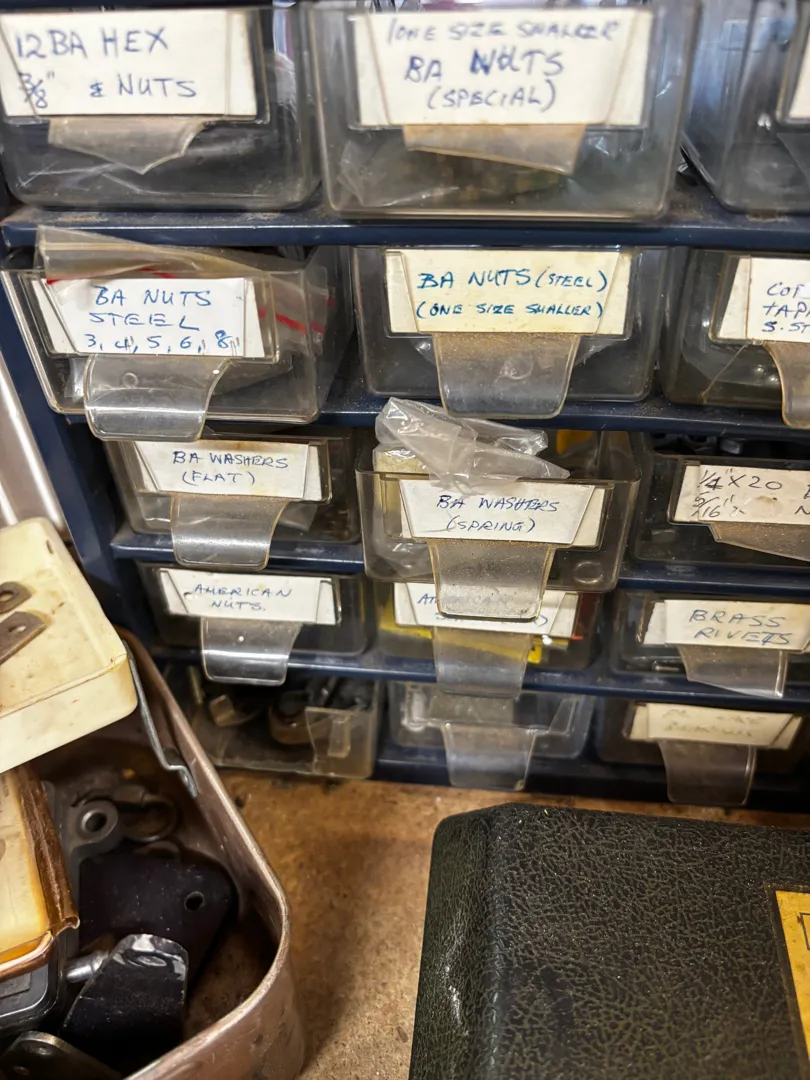 12BA HEX
3/8" & NUTS
(ONE SIZE SMALLER
BA NUTS
(SPECIAL)
BA NUTS
STEEL
3, 4, 5, 6, 8
BA NUTS (STEEL)
(ONE SIZE SMALLER)
BA WASHERS
(FLAT)
BA WASHERS
(SPRING)
1/4" X 20
5/16"
AMERICAN
NUTS.
BRASS
RIVETS